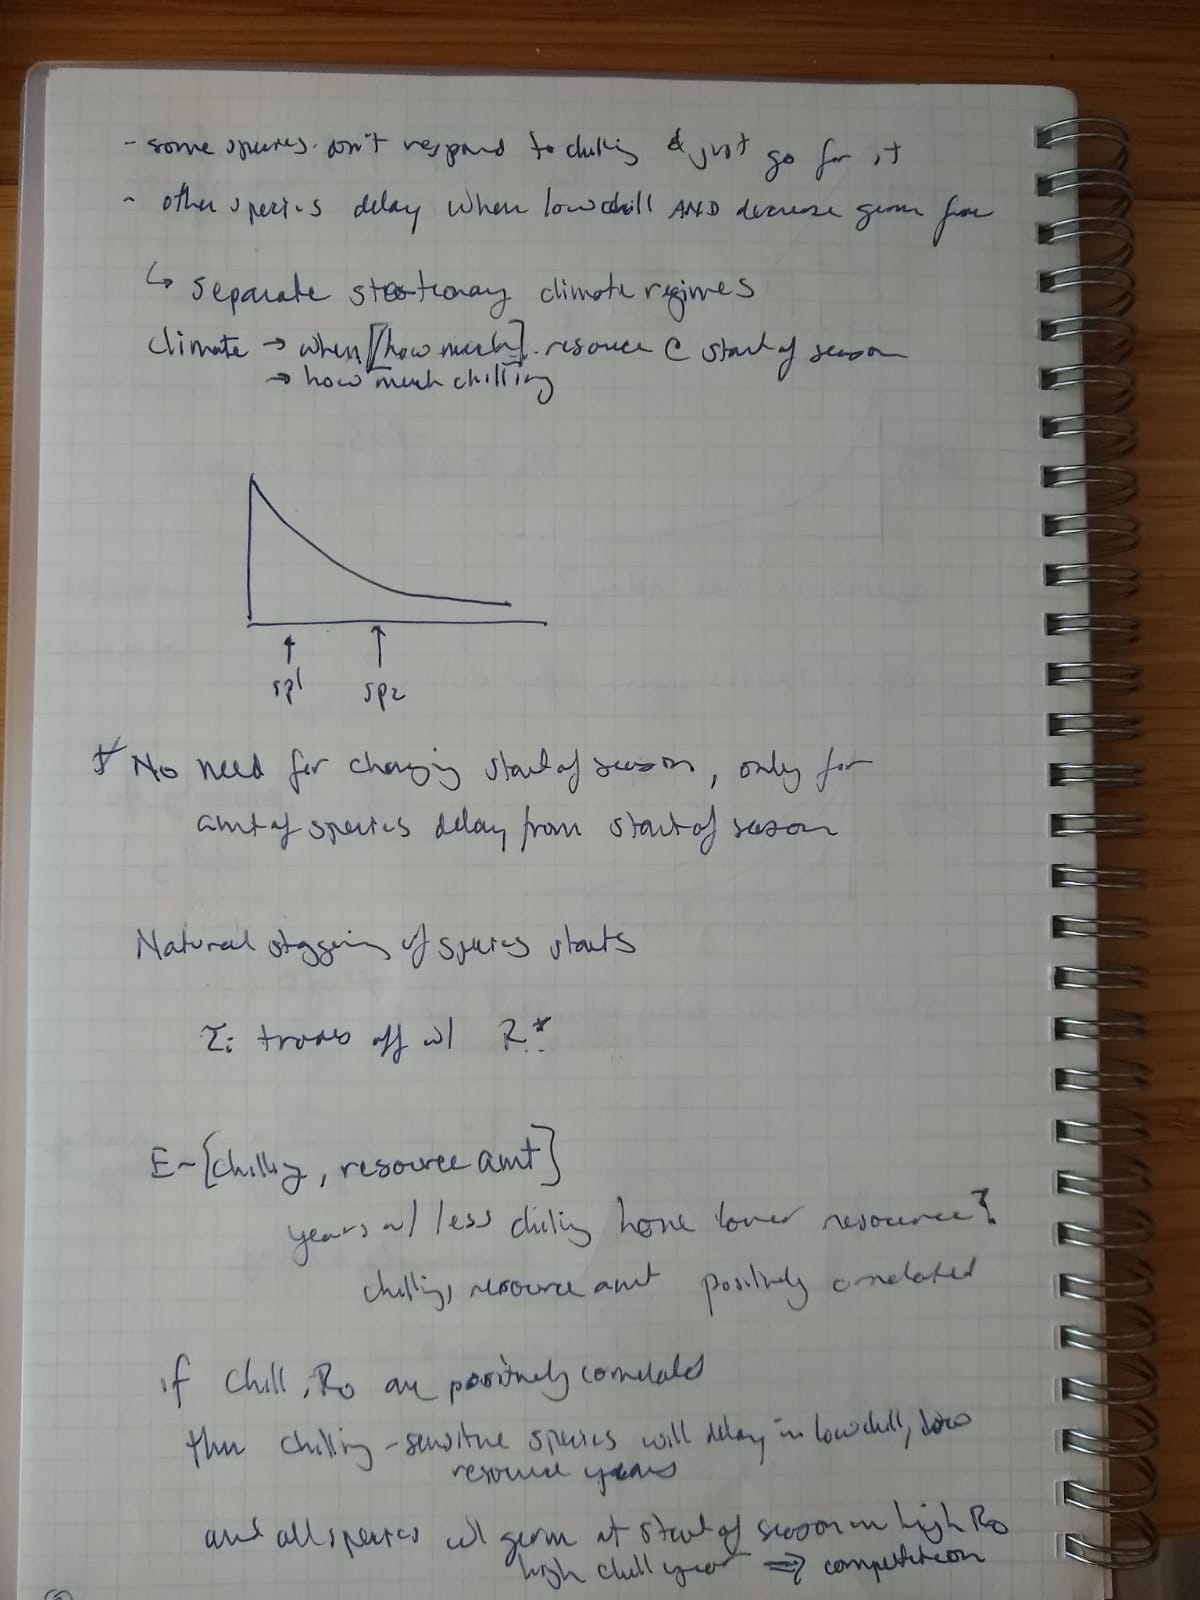 - some species don't respond to chilling & just go for it
- other species delay when low chill AND decrease germ frac
↳ separate stationary climate regimes
climate → when [how much] resource @ start of season
→ how much chilling
sp1 sp2
* No need for changing start of season, only for
amt of species delay from start of season
Natural staggering of species starts
τi trades off w/ R*
E~[chilling, resource amt]
years w/ less chilling have lower resource?
chilling, resource amt positively correlated
if chill, Ro are positively correlated
then chilling-sensitive species will delay in low chill, low
resource years
and all species will germ at start of season in high Ro
high chill year ⇒ competition